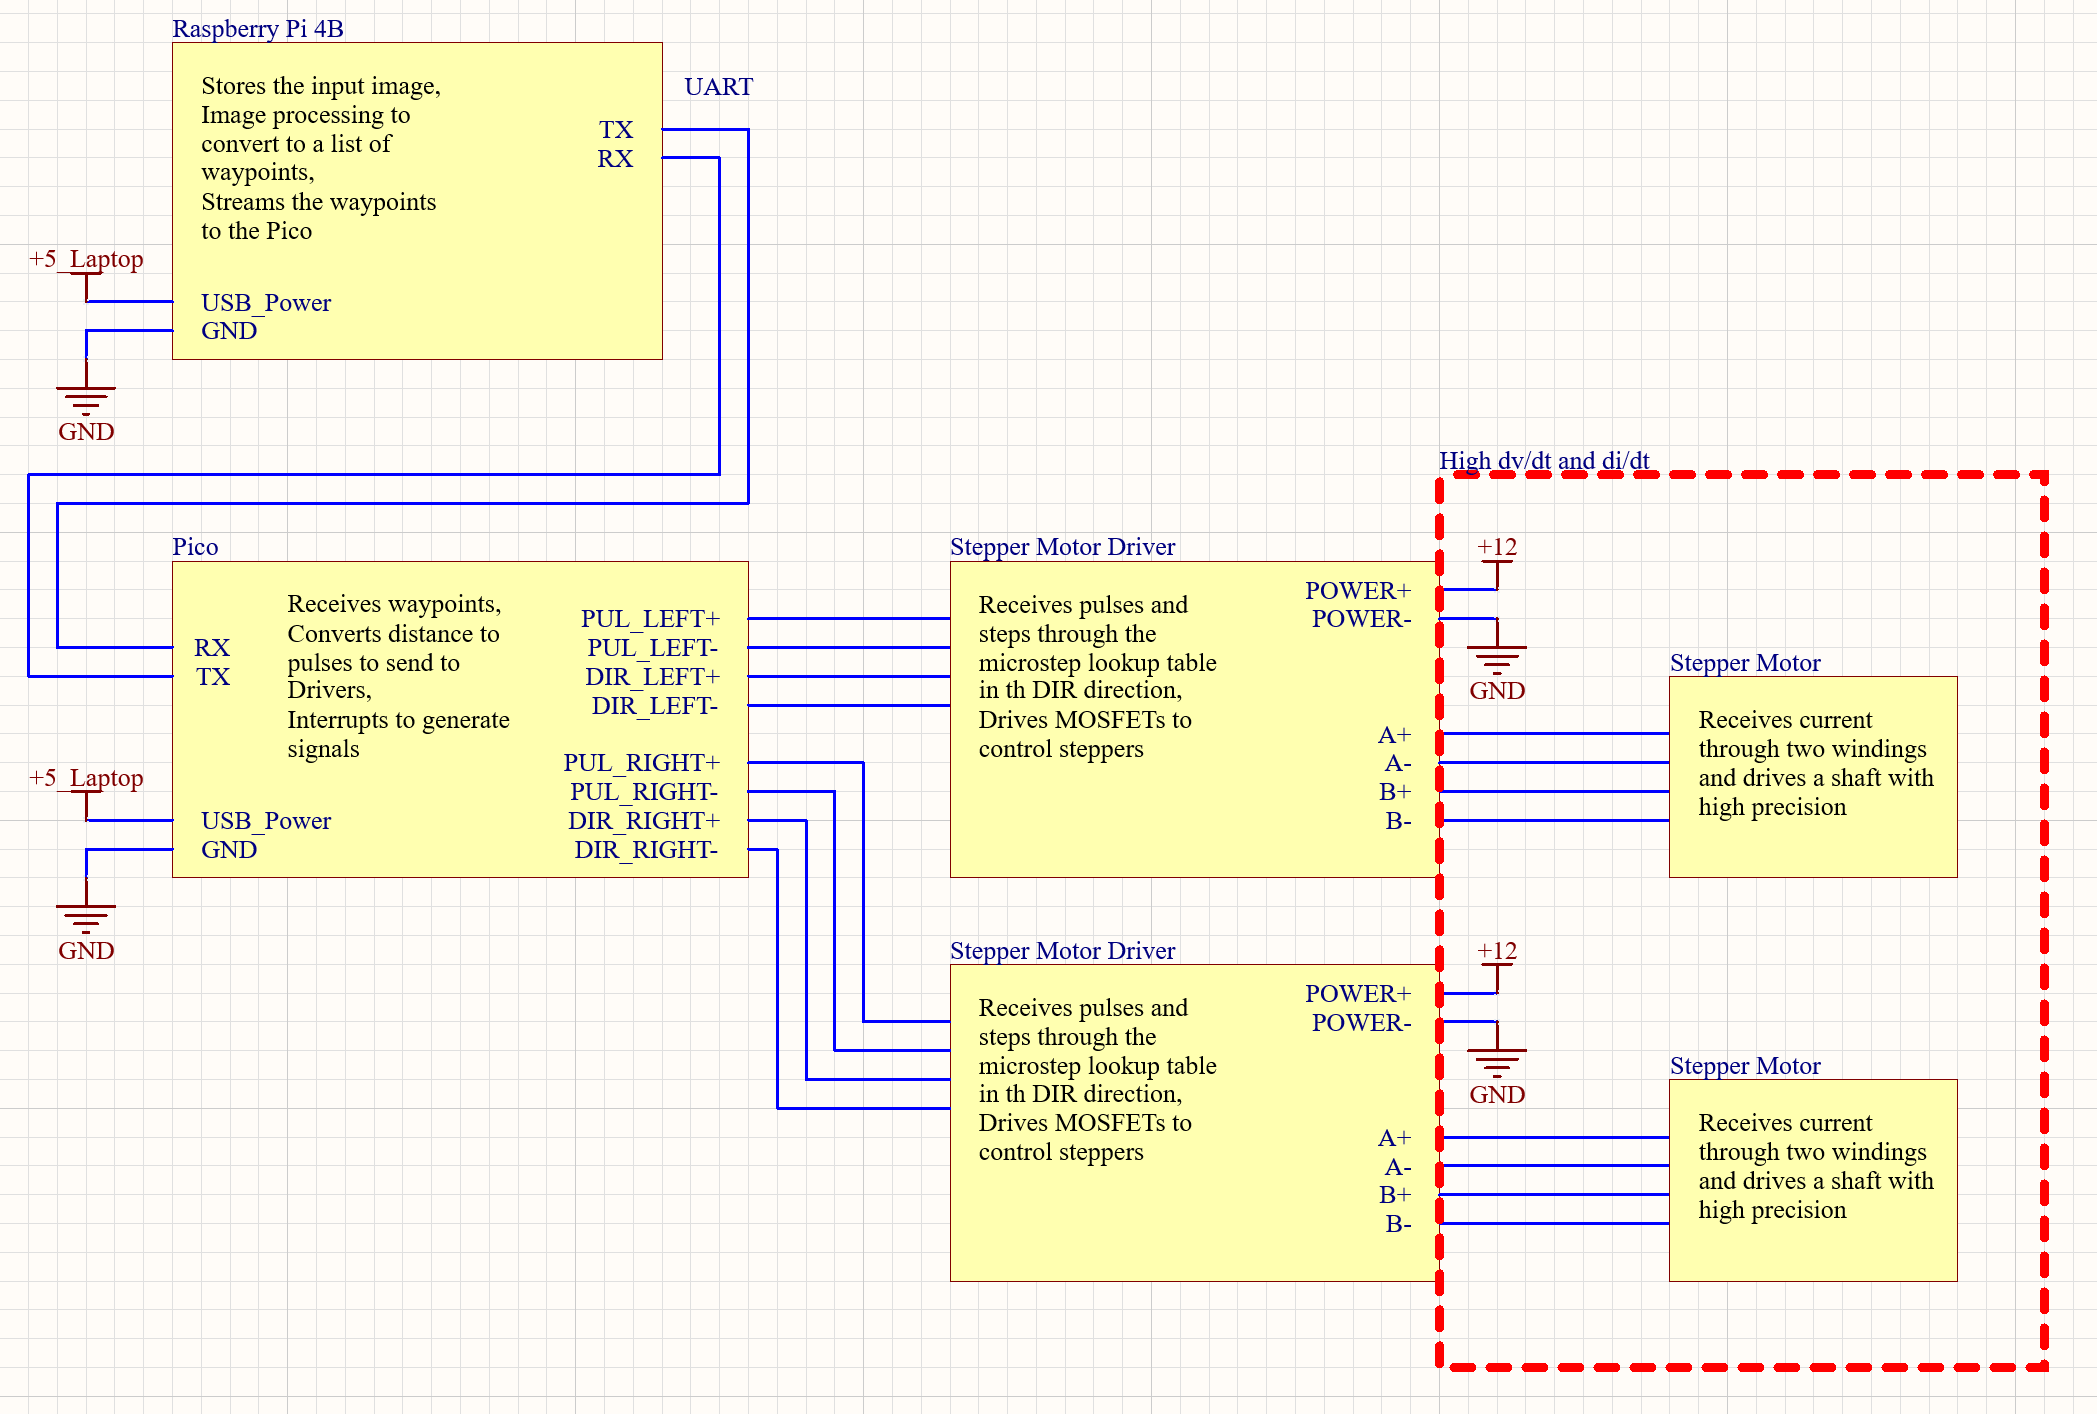 Raspberry Pi 4B
Stores the input image,
Image processing to
convert to a list of
waypoints,
Streams the waypoints
to the Pico
UART
TX
RX
+5_Laptop
USB_Power
GND
GND
Pico
Receives waypoints,
Converts distance to
pulses to send to
Drivers,
Interrupts to generate
signals
RX
TX
PUL_LEFT+
PUL_LEFT-
DIR_LEFT+
DIR_LEFT-
PUL_RIGHT+
PUL_RIGHT-
DIR_RIGHT+
DIR_RIGHT-
+5_Laptop
USB_Power
GND
GND
Stepper Motor Driver
Receives pulses and
steps through the
microstep lookup table
in th DIR direction,
Drives MOSFETs to
control steppers
POWER+
POWER-
A+
A-
B+
B-
High dv/dt and di/dt
+12
GND
Stepper Motor
Receives current
through two windings
and drives a shaft with
high precision
Stepper Motor Driver
Receives pulses and
steps through the
microstep lookup table
in th DIR direction,
Drives MOSFETs to
control steppers
POWER+
POWER-
A+
A-
B+
B-
+12
GND
Stepper Motor
Receives current
through two windings
and drives a shaft with
high precision